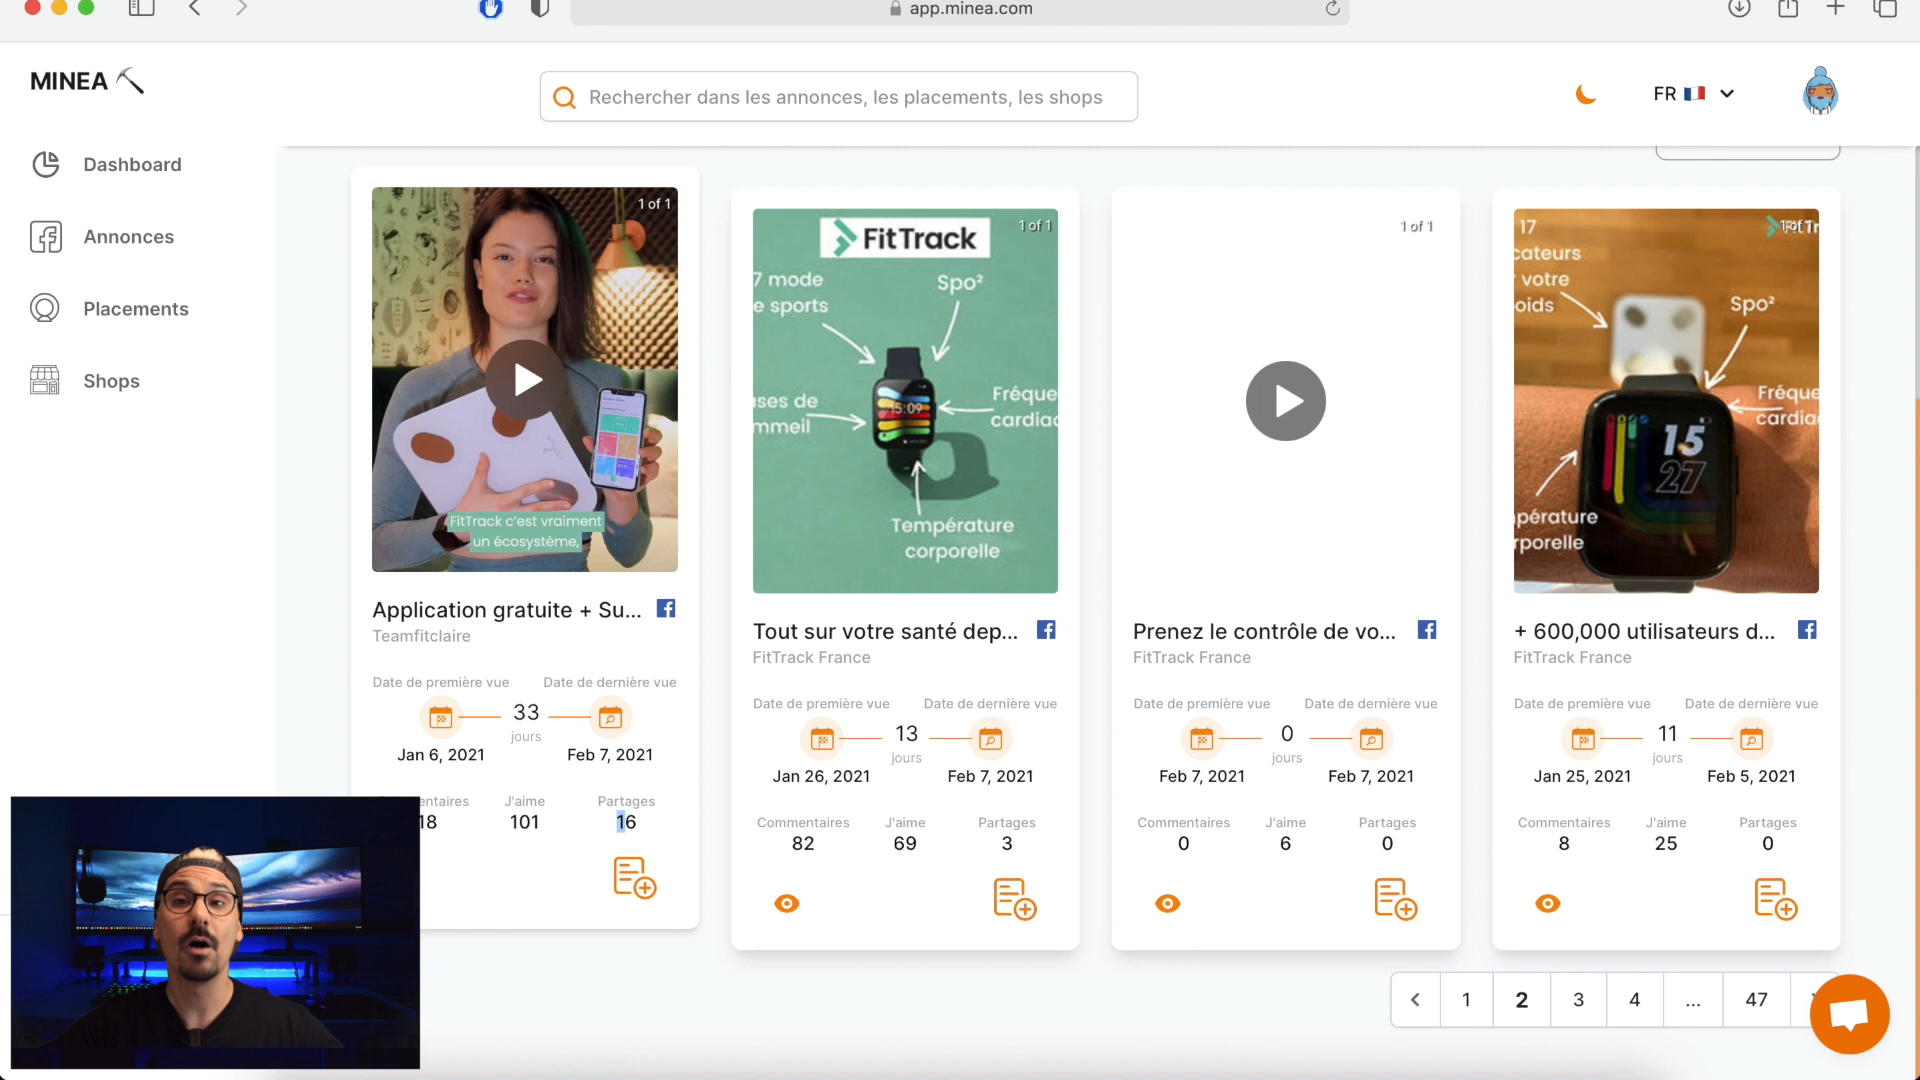 app.minea.com
MINEA
Rechercher dans les annonces, les placements, les shops
FR
Dashboard
Annonces
Placements
Shops
1 of 1
FitTrack c'est vraiment
un écosystème,
Application gratuite + Su...
Teamfitclaire
Date de première vue
Date de dernière vue
33
jours
Jan 6, 2021
Feb 7, 2021
entaires
J'aime
Partages
18
101
16
FitTrack
1 of 1
7 mode
e sports
Spo²
ases de
mmeil
15:09
Fréque
cardiac
Température
corporelle
Tout sur votre santé dep...
FitTrack France
Date de première vue
Date de dernière vue
13
jours
Jan 26, 2021
Feb 7, 2021
Commentaires
J'aime
Partages
82
69
3
1 of 1
Prenez le contrôle de vo...
FitTrack France
Date de première vue
Date de dernière vue
0
jours
Feb 7, 2021
Feb 7, 2021
Commentaires
J'aime
Partages
0
6
0
17
cateurs
votre
oids
1 of 1
Spo²
Fréque
cardia
15
27
pérature
rporelle
+ 600,000 utilisateurs d...
FitTrack France
Date de première vue
Date de dernière vue
11
jours
Jan 25, 2021
Feb 5, 2021
Commentaires
J'aime
Partages
8
25
0
1
2
3
4
...
47